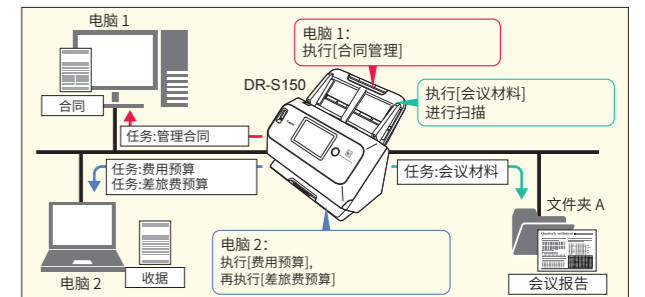 电脑 1
合同
电脑 1：
执行[合同管理]
DR-S150
执行[会议材料]
进行扫描
任务:管理合同
任务:费用预算
任务:差旅费预算
任务:会议材料
文件夹 A
电脑 2
收据
电脑 2：
执行[费用预算]，
再执行[差旅费预算]
Quarterly settlement
会议报告